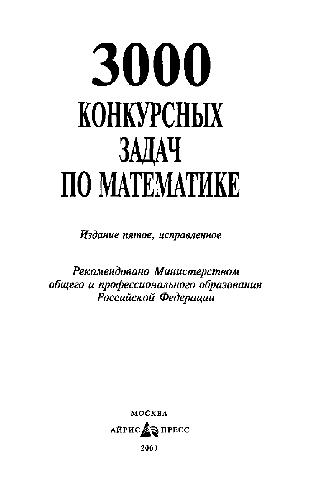 3000
КОНКУРСНЫХ
ЗАДАЧ
ПО МАТЕМАТИКЕ
Издание пятое, исправленное
Рекомендовано Министерством
общего и профессионального образования
Российской Федерации
МОСКВА
АЙРИС ПРЕСС